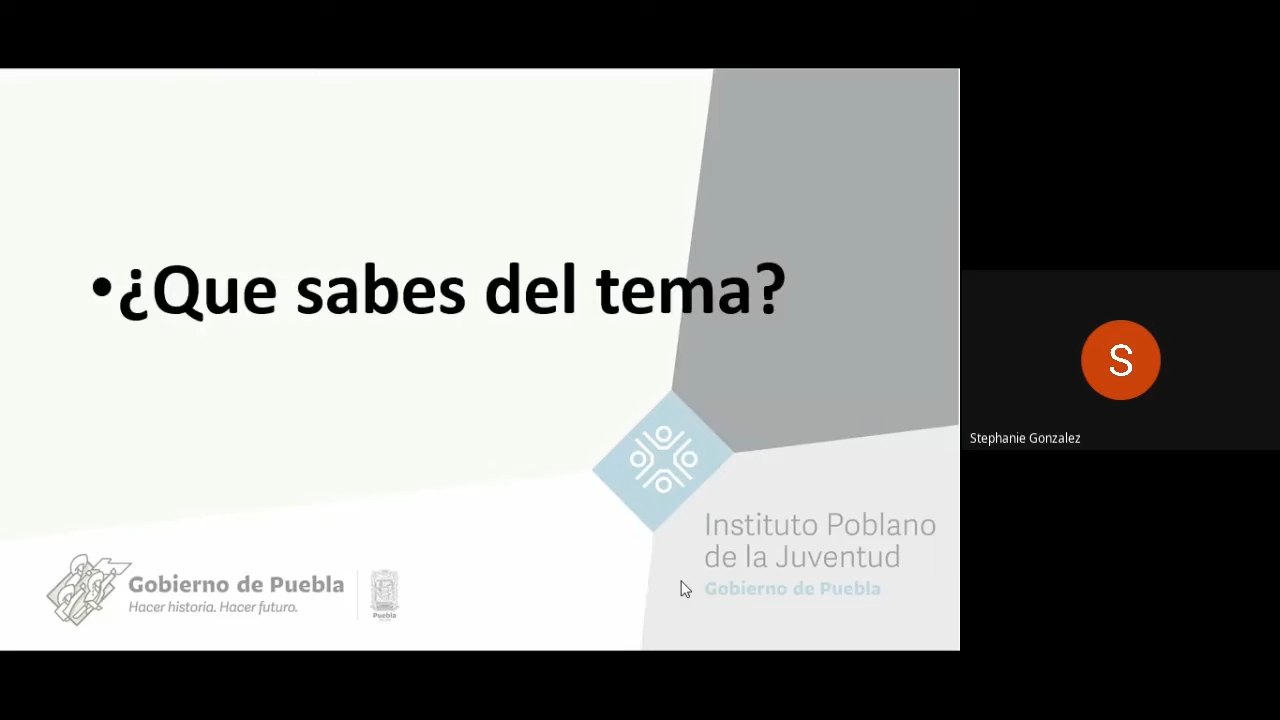 •¿Que sabes del tema?
S
Stephanie Gonzalez
Instituto Poblano
de la Juventud
Gobierno de Puebla
Gobierno de Puebla
Hacer historia. Hacer futuro.
Puebla